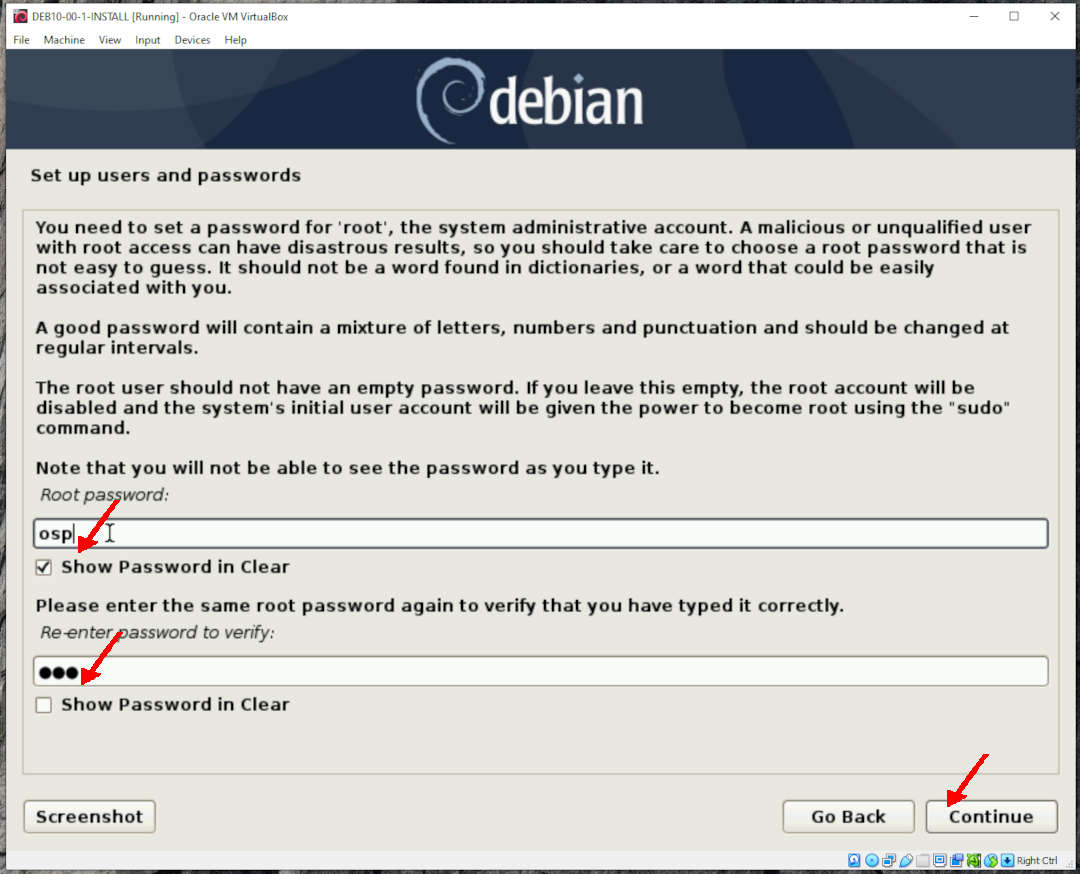 DEB10-00-1-INSTALL [Running] - Oracle VM VirtualBox
File Machine View Input Devices Help
debian
Set up users and passwords
You need to set a password for 'root', the system administrative account. A malicious or unqualified user
with root access can have disastrous results, so you should take care to choose a root password that is
not easy to guess. It should not be a word found in dictionaries, or a word that could be easily
associated with you.
A good password will contain a mixture of letters, numbers and punctuation and should be changed at
regular intervals.
The root user should not have an empty password. If you leave this empty, the root account will be
disabled and the system's initial user account will be given the power to become root using the "sudo"
command.
Note that you will not be able to see the password as you type it.
Root password:
osp
Show Password in Clear
Please enter the same root password again to verify that you have typed it correctly.
Re-enter password to verify:
●●●
Show Password in Clear
Screenshot Go Back Continue
Right Ctrl